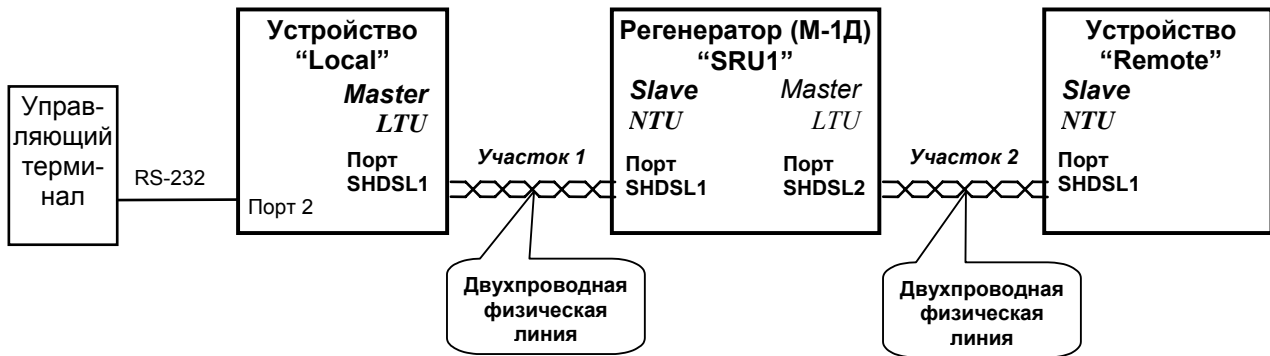 Управ-
ляющий
терми-
нал
RS-232
Устройство
“Local”
Master
LTU
Порт
SHDSL1
Порт 2
Участок 1
Двухпроводная
физическая
линия
Регенератор (М-1Д)
“SRU1”
Slave
NTU
Порт
SHDSL1
Master
LTU
Порт
SHDSL2
Участок 2
Двухпроводная
физическая
линия
Устройство
“Remote”
Slave
NTU
Порт
SHDSL1